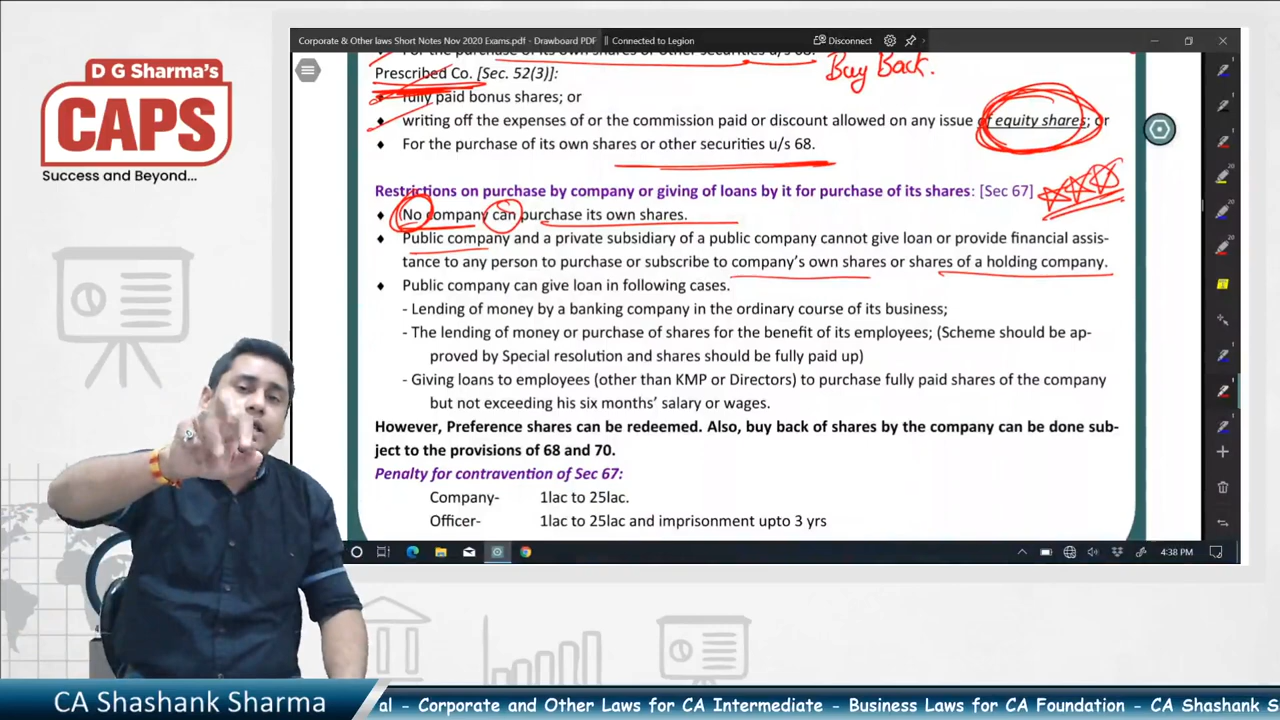 D G Sharma's
CAPS
Success and Beyond...
Corporate & Other laws Short Notes Nov 2020 Exams.pdf - Drawboard PDF
Connected to Legion
Disconnect
♦ For the purchase of its own shares or other securities u/s 68.
Buy Back.
Prescribed Co. [Sec. 52(3)]:
♦ fully paid bonus shares; or
♦ writing off the expenses of or the commission paid or discount allowed on any issue of equity shares; or
♦ For the purchase of its own shares or other securities u/s 68.
Restrictions on purchase by company or giving of loans by it for purchase of its shares: [Sec 67]
♦ No company can purchase its own shares.
♦ Public company and a private subsidiary of a public company cannot give loan or provide financial assis-
tance to any person to purchase or subscribe to company's own shares or shares of a holding company.
♦ Public company can give loan in following cases.
- Lending of money by a banking company in the ordinary course of its business;
- The lending of money or purchase of shares for the benefit of its employees; (Scheme should be ap-
proved by Special resolution and shares should be fully paid up)
- Giving loans to employees (other than KMP or Directors) to purchase fully paid shares of the company
but not exceeding his six months' salary or wages.
However, Preference shares can be redeemed. Also, buy back of shares by the company can be done sub-
ject to the provisions of 68 and 70.
Penalty for contravention of Sec 67:
Company- 1lac to 25lac.
Officer- 1lac to 25lac and imprisonment upto 3 yrs
4:38 PM
CA Shashank Sharma
al - Corporate and Other Laws for CA Intermediate - Business Laws for CA Foundation - CA Shashank S